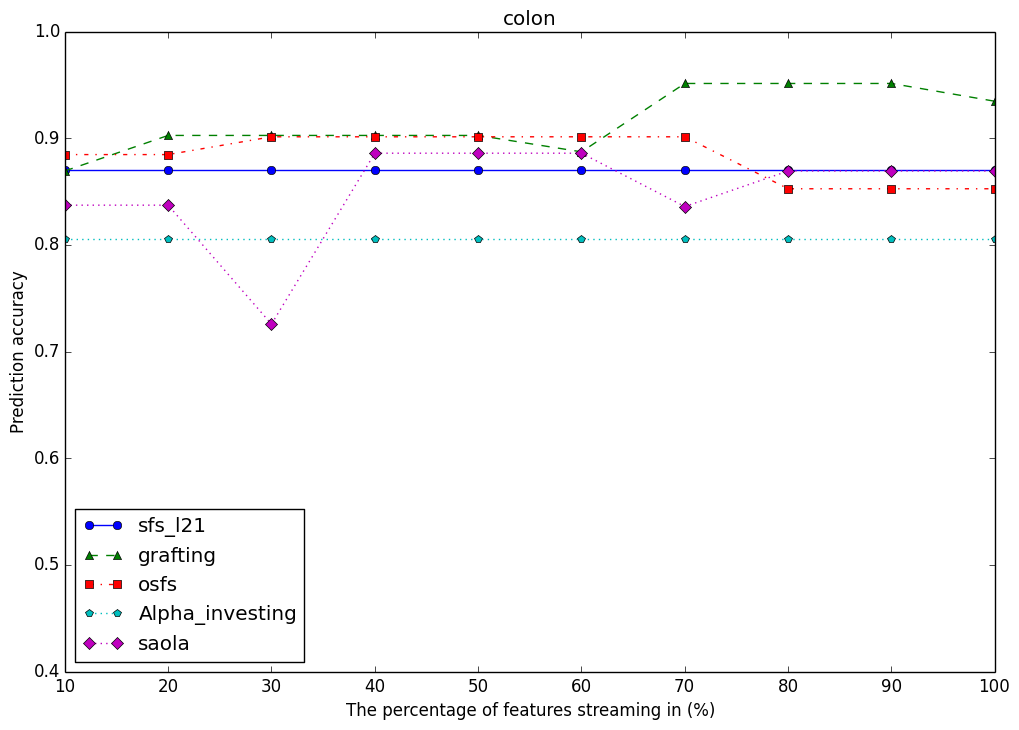 colon
1.0
0.9
0.8
0.7
0.6
0.5
0.4
Prediction accuracy
sfs_l21
grafting
osfs
Alpha_investing
saola
10 20 30 40 50 60 70 80 90 100
The percentage of features streaming in (%)